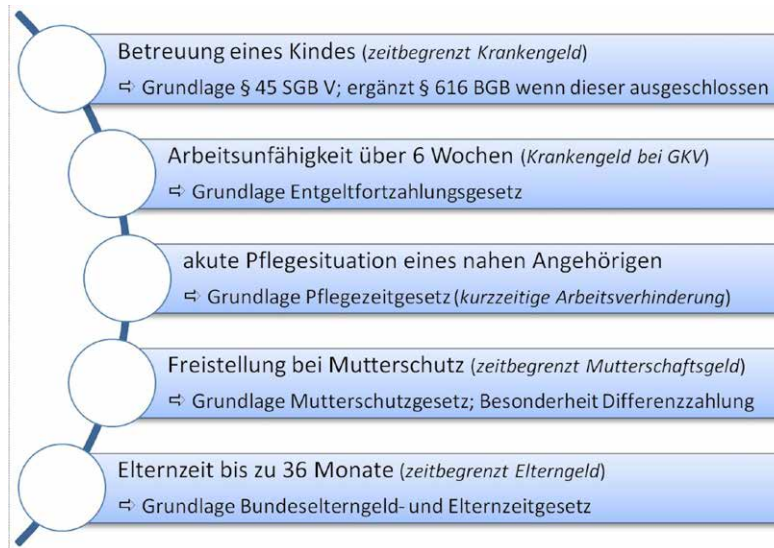 Betreuung eines Kindes (zeitbegrenzt Krankengeld)
⇨ Grundlage § 45 SGB V; ergänzt § 616 BGB wenn dieser ausgeschlossen
Arbeitsunfähigkeit über 6 Wochen (Krankengeld bei GKV)
⇨ Grundlage Entgeltfortzahlungsgesetz
akute Pflegesituation eines nahen Angehörigen
⇨ Grundlage Pflegezeitgesetz (kurzzeitige Arbeitsverhinderung)
Freistellung bei Mutterschutz (zeitbegrenzt Mutterschaftsgeld)
⇨ Grundlage Mutterschutzgesetz; Besonderheit Differenzzahlung
Elternzeit bis zu 36 Monate (zeitbegrenzt Elterngeld)
⇨ Grundlage Bundeselterngeld- und Elternzeitgesetz